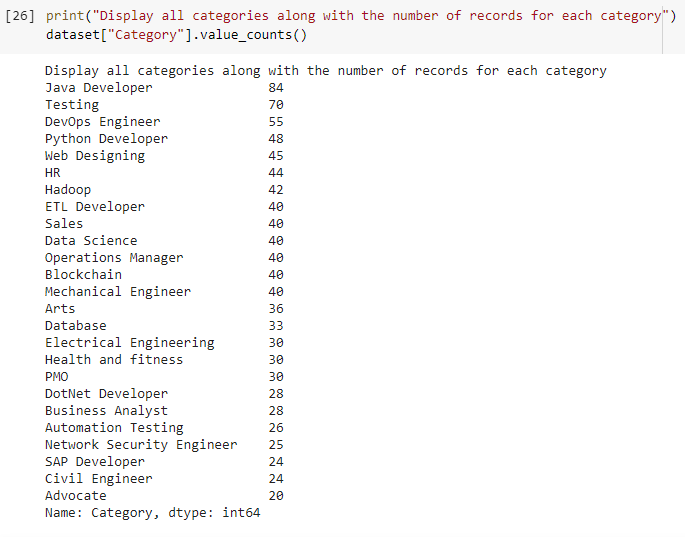 [26] print("Display all categories along with the number of records for each category")
dataset["Category"].value_counts()
Display all categories along with the number of records for each category
Java Developer 84
Testing 70
DevOps Engineer 55
Python Developer 48
Web Designing 45
HR 44
Hadoop 42
ETL Developer 40
Sales 40
Data Science 40
Operations Manager 40
Blockchain 40
Mechanical Engineer 40
Arts 36
Database 33
Electrical Engineering 30
Health and fitness 30
PMO 30
DotNet Developer 28
Business Analyst 28
Automation Testing 26
Network Security Engineer 25
SAP Developer 24
Civil Engineer 24
Advocate 20
Name: Category, dtype: int64